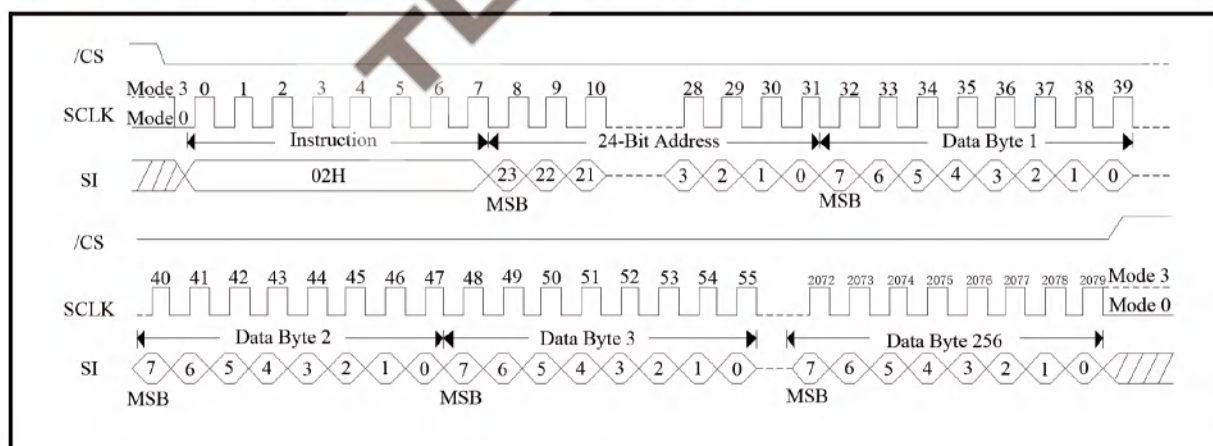 TL
/CS
Mode 3 0 1 2 3 4 5 6 7 8 9 10 28 29 30 31 32 33 34 35 36 37 38 39
SCLK
Mode 0
Instruction 24-Bit Address Data Byte 1
SI 02H 23 22 21 3 2 1 0 7 6 5 4 3 2 1 0
MSB MSB
/CS
40 41 42 43 44 45 46 47 48 49 50 51 52 53 54 55 2072 2073 2074 2075 2076 2077 2078 2079 Mode 3
SCLK Mode 0
Data Byte 2 Data Byte 3 Data Byte 256
SI 7 6 5 4 3 2 1 0 7 6 5 4 3 2 1 0 7 6 5 4 3 2 1 0
MSB MSB MSB